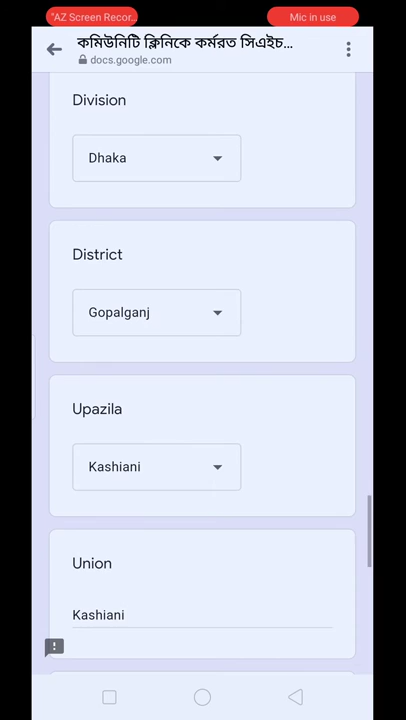 "AZ Screen Recor...
Mic in use
কমিউনিটি ক্লিনিকে কর্মরত সিএইচ...
docs.google.com
Division
Dhaka
District
Gopalganj
Upazila
Kashiani
Union
Kashiani